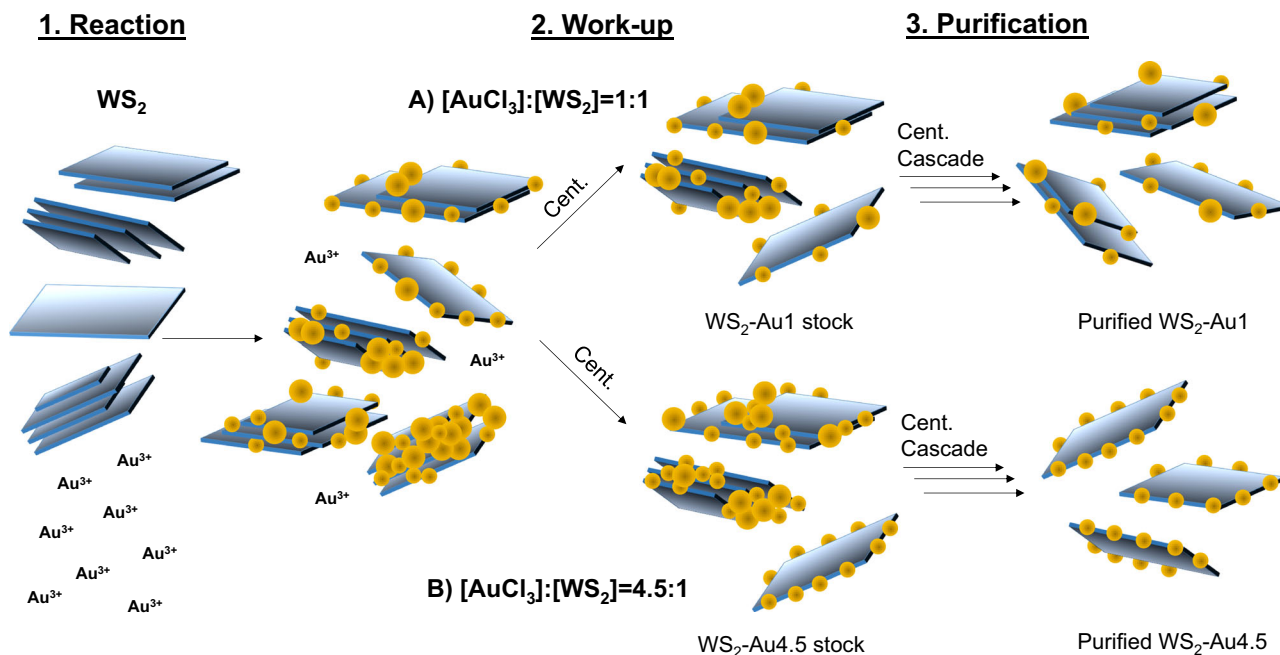 1. Reaction
2. Work-up
3. Purification
WS₂
A) [AuCl₃]:[WS₂]=1:1
Cent.
Cent.
Cascade
Au³⁺
WS₂-Au1 stock
Purified WS₂-Au1
Au³⁺
Cent.
Cent.
Cascade
Au³⁺
Au³⁺
Au³⁺
Au³⁺
Au³⁺
Au³⁺
Au³⁺
Au³⁺
Au³⁺
B) [AuCl₃]:[WS₂]=4.5:1
WS₂-Au4.5 stock
Purified WS₂-Au4.5